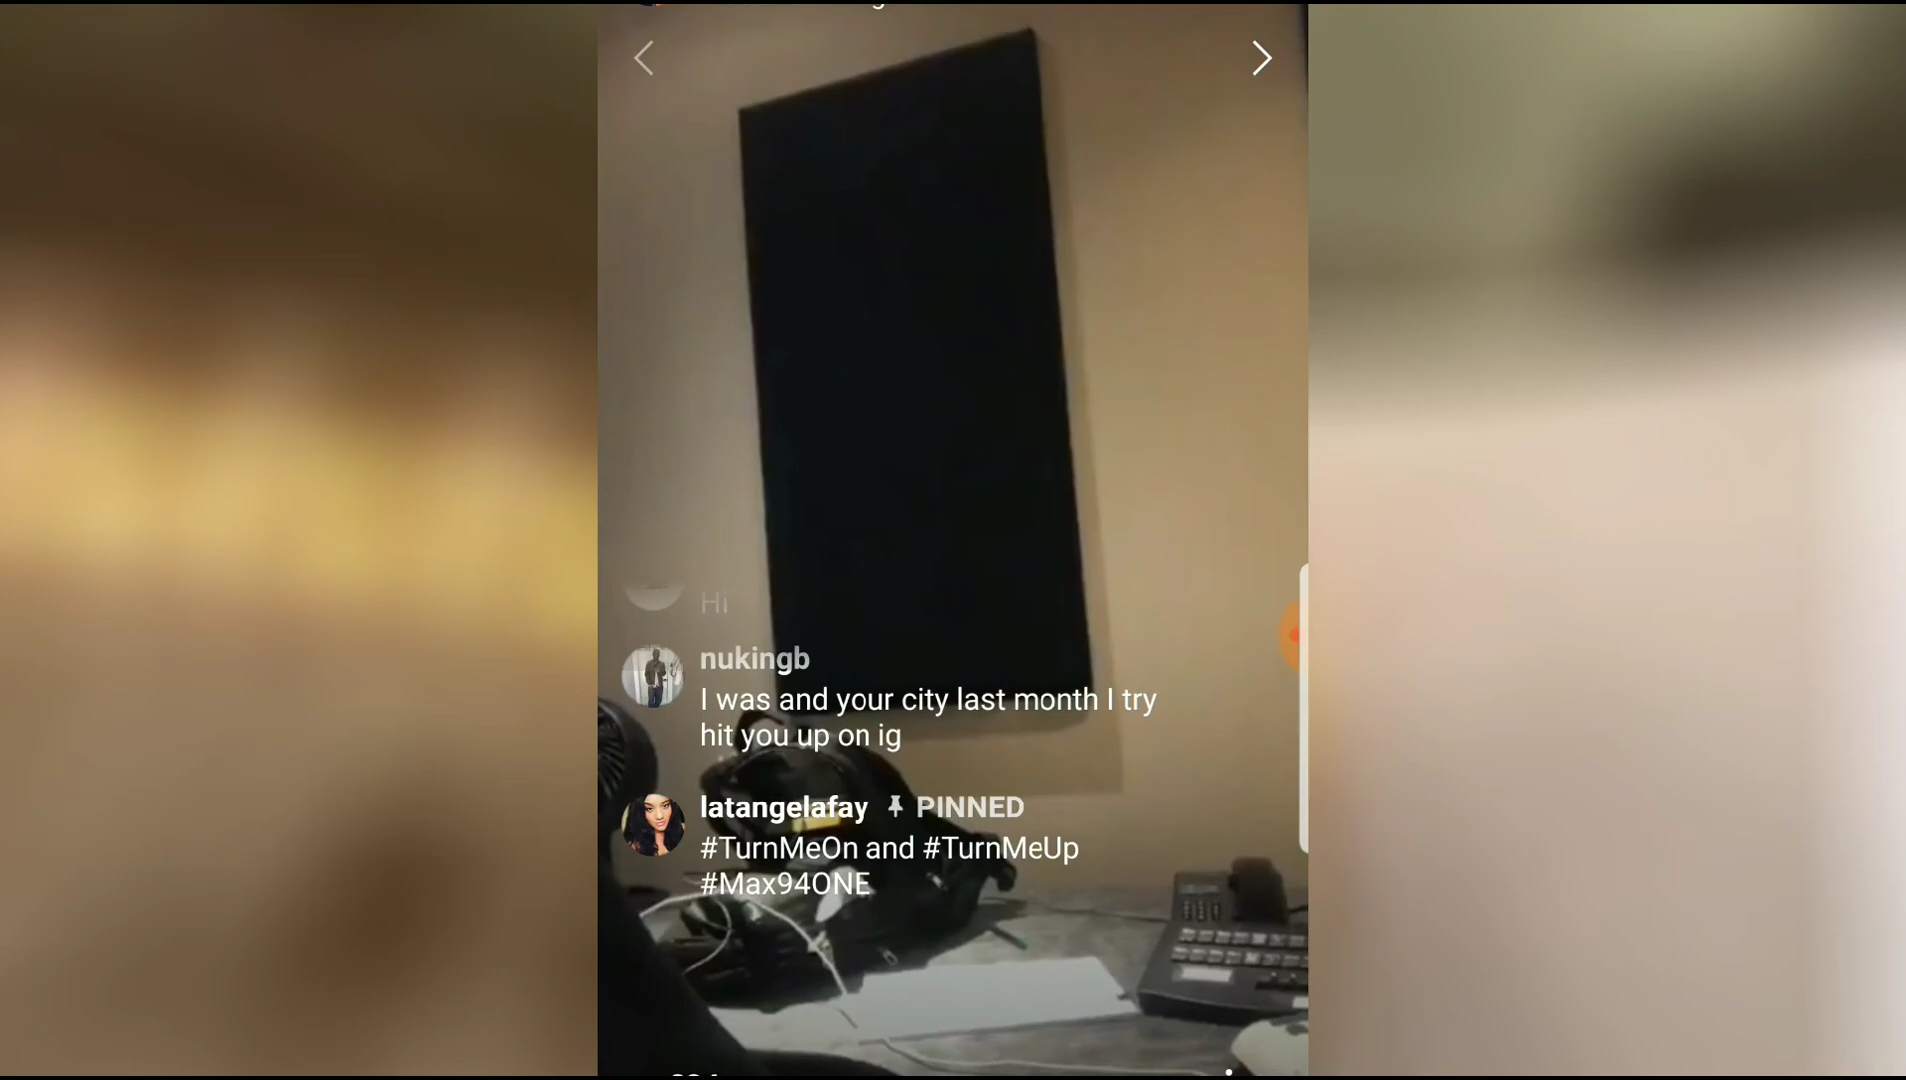 Hi
nukingb
I was and your city last month I try
hit you up on ig
latangelafay PINNED
#TurnMeOn and #TurnMeUp
#Max94ONE